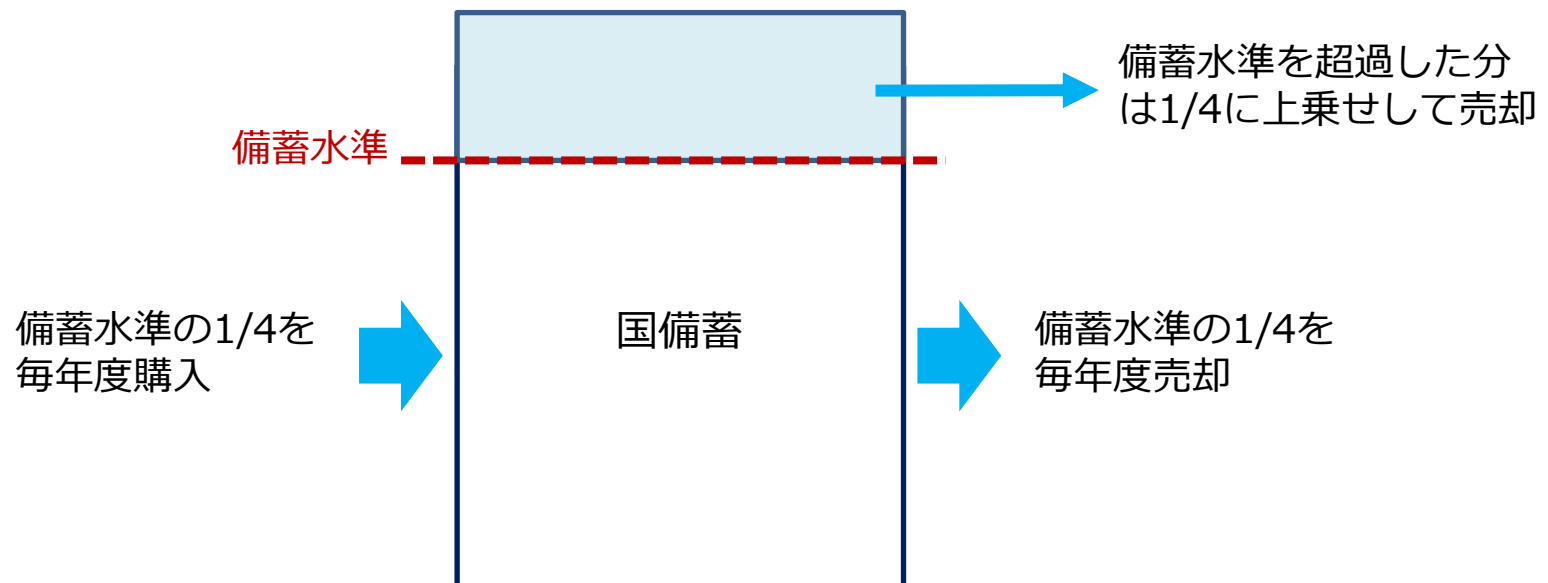 備蓄水準を超過した分
は1/4に上乗せして売却
備蓄水準
備蓄水準の1/4を
毎年度購入
国備蓄
備蓄水準の1/4を
毎年度売却